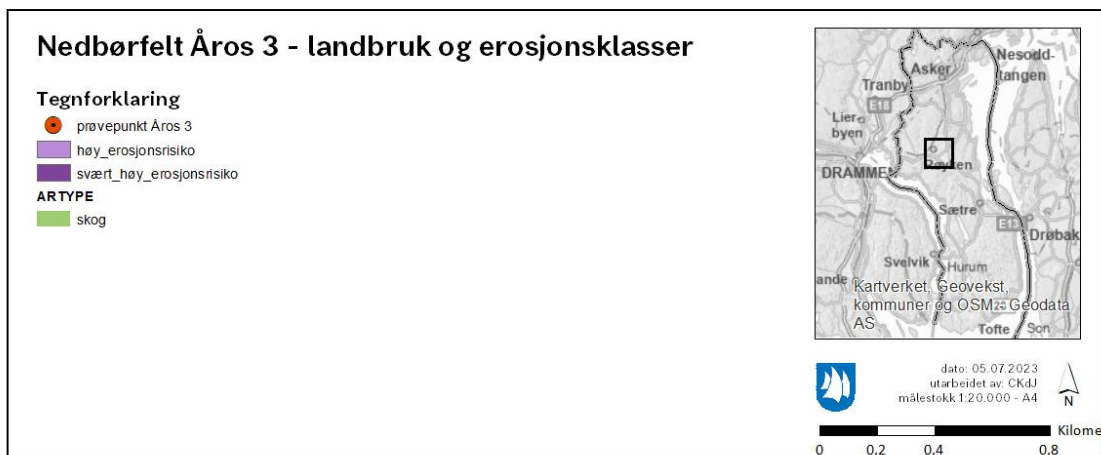 Nedbørfelt Åros 3 - landbruk og erosjonsklasser
Tegnforklaring
prøvepunkt Åros 3
høy_erosjonsrisiko
svært_høy_erosjonsrisiko
ARTYPE
skog
Nesodd-
tangen
Asker
Tranby
E18
Lier-
byen
Røyken
DRAMMEN
Sætre
E13
Drøbak
Svelvik
Hurum
ande
Kartverket, Geovekst,
kommuner og OSM - Geodata
AS
Tofte
Son
dato: 05.07.2023
utarbeidet av: CKdJ
målestokk 1:20.000 - A4
N
Kilome
0 0,2 0,4 0,8